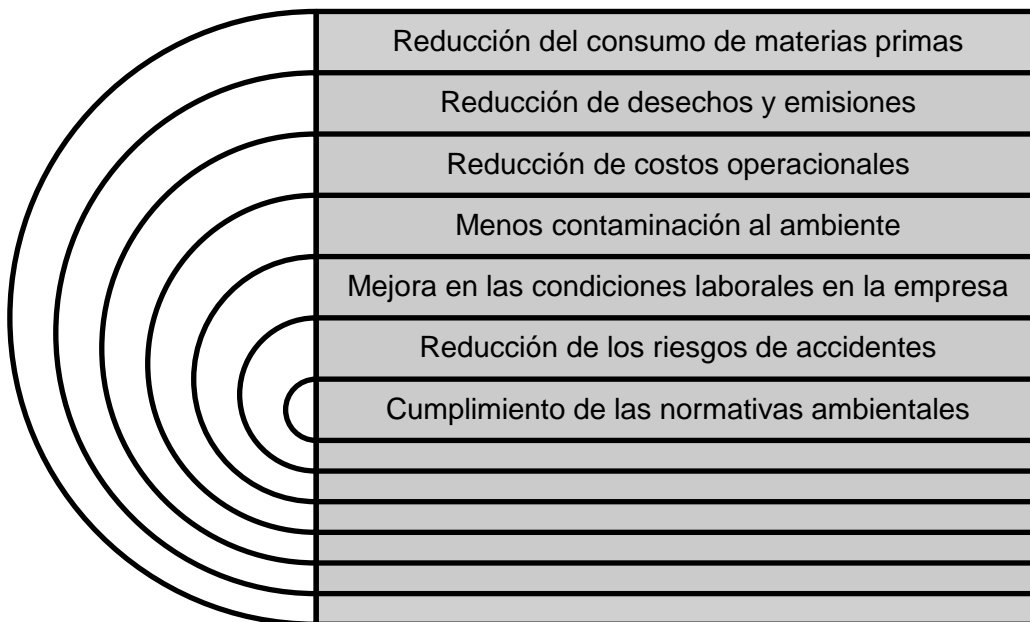 Reducción del consumo de materias primas
Reducción de desechos y emisiones
Reducción de costos operacionales
Menos contaminación al ambiente
Mejora en las condiciones laborales en la empresa
Reducción de los riesgos de accidentes
Cumplimiento de las normativas ambientales